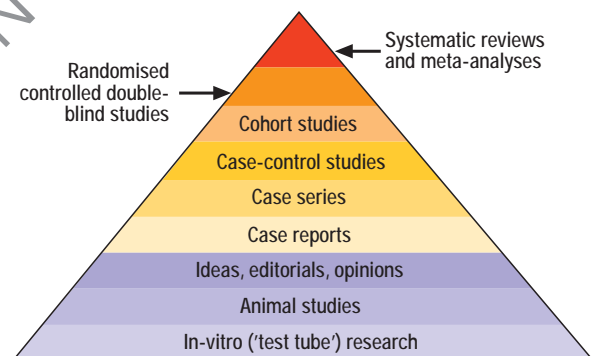 Systematic reviews
and meta-analyses
Randomised
controlled double-
blind studies
Cohort studies
Case-control studies
Case series
Case reports
Ideas, editorials, opinions
Animal studies
In-vitro ('test tube') research